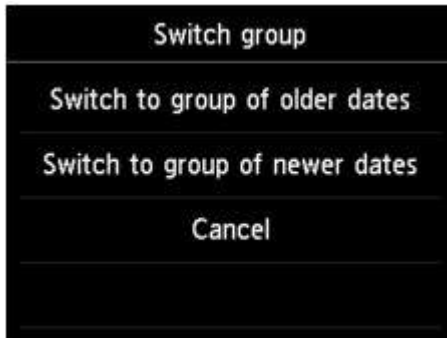 Switch group
Switch to group of older dates
Switch to group of newer dates
Cancel